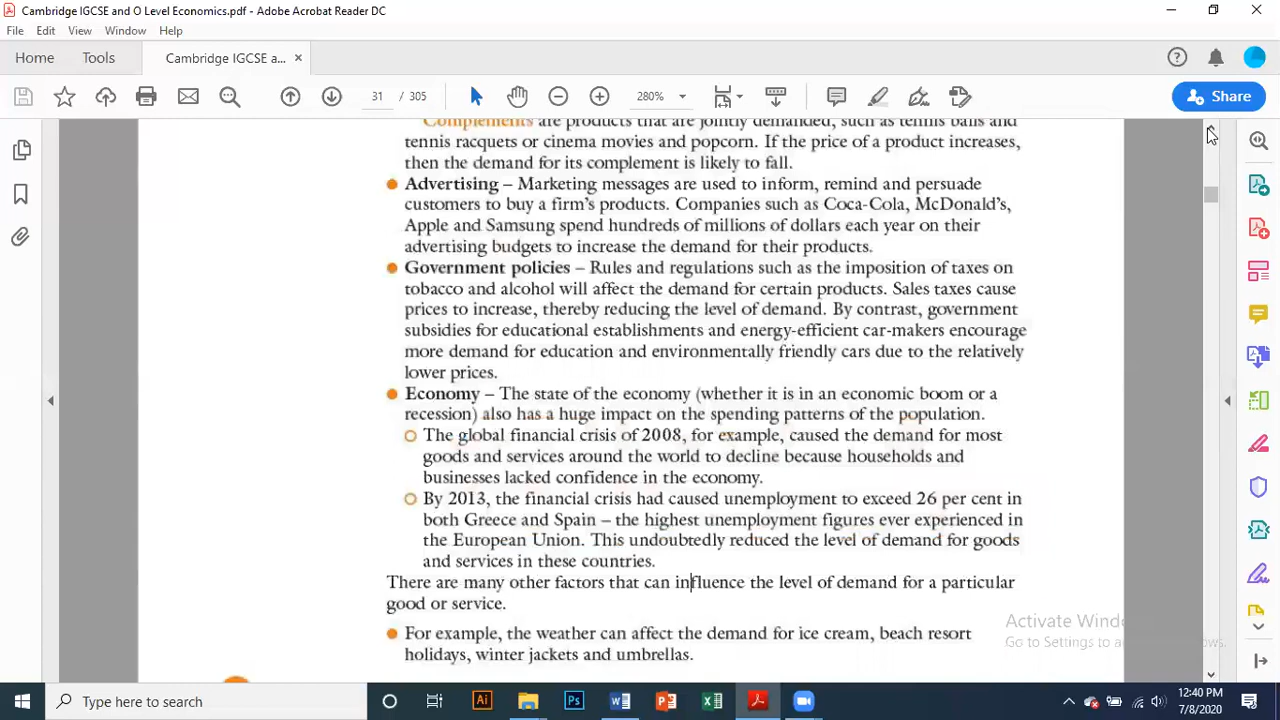 Cambridge IGCSE and O Level Economics.pdf - Adobe Acrobat Reader DC
File Edit View Window Help
Home Tools Cambridge IGCSE and O Level Economics... ×
31 / 305 280% Share
Complements are products that are jointly demanded, such as tennis balls and
tennis racquets or cinema movies and popcorn. If the price of a product increases,
then the demand for its complement is likely to fall.
Advertising – Marketing messages are used to inform, remind and persuade
customers to buy a firm's products. Companies such as Coca-Cola, McDonald's,
Apple and Samsung spend hundreds of millions of dollars each year on their
advertising budgets to increase the demand for their products.
Government policies – Rules and regulations such as the imposition of taxes on
tobacco and alcohol will affect the demand for certain products. Sales taxes cause
prices to increase, thereby reducing the level of demand. By contrast, government
subsidies for educational establishments and energy-efficient car-makers encourage
more demand for education and environmentally friendly cars due to the relatively
lower prices.
Economy – The state of the economy (whether it is in an economic boom or a
recession) also has a huge impact on the spending patterns of the population.
The global financial crisis of 2008, for example, caused the demand for most
goods and services around the world to decline because households and
businesses lacked confidence in the economy.
By 2013, the financial crisis had caused unemployment to exceed 26 per cent in
both Greece and Spain – the highest unemployment figures ever experienced in
the European Union. This undoubtedly reduced the level of demand for goods
and services in these countries.
There are many other factors that can influence the level of demand for a particular
good or service.
For example, the weather can affect the demand for ice cream, beach resort
holidays, winter jackets and umbrellas.
Activate Wind
Go to Settings to a ws.
Type here to search
12:40 PM
7/8/2020